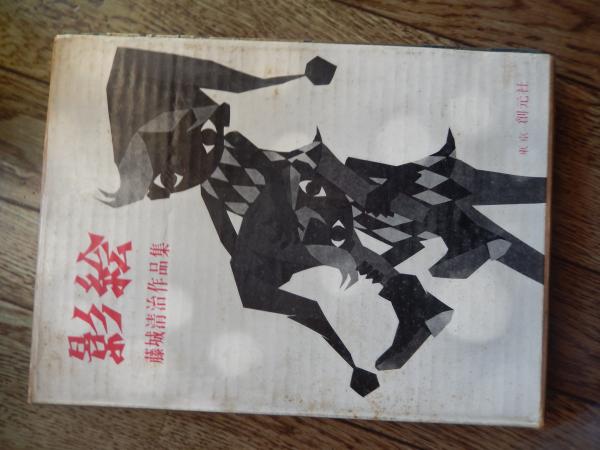 影絵
藤城清治作品集
東京 創元社